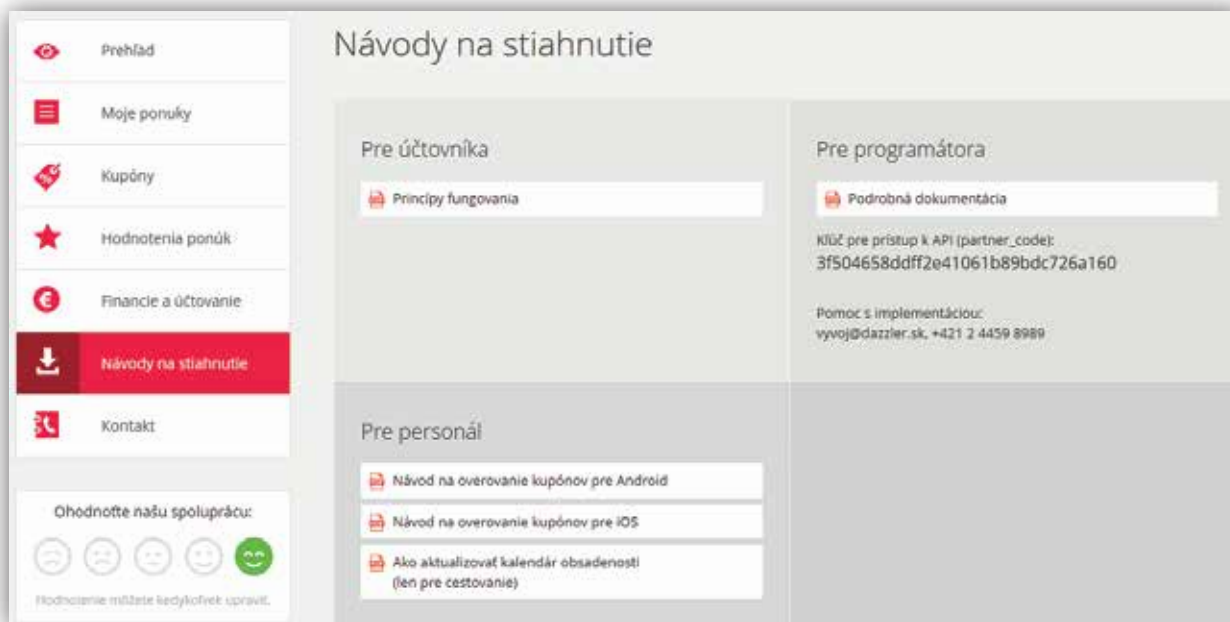 Prehľad
Moje ponuky
Kupóny
Hodnotenia ponúk
Financie a účtovanie
Návody na stiahnutie
Kontakt
Ohodnoťte našu spoluprácu:
Hodnotenie môžete kedykoľvek upraviť.
Návody na stiahnutie
Pre účtovníka
Princípy fungovania
Pre programátora
Podrobná dokumentácia
Kľúč pre prístup k API (partner_code):
3f504658ddff2e41061b89bdc726a160
Pomoc s implementáciou:
vyvoj@dazzler.sk, +421 2 4459 8989
Pre personál
Návod na overovanie kupónov pre Android
Návod na overovanie kupónov pre iOS
Ako aktualizovať kalendár obsadenosti
(len pre cestovanie)